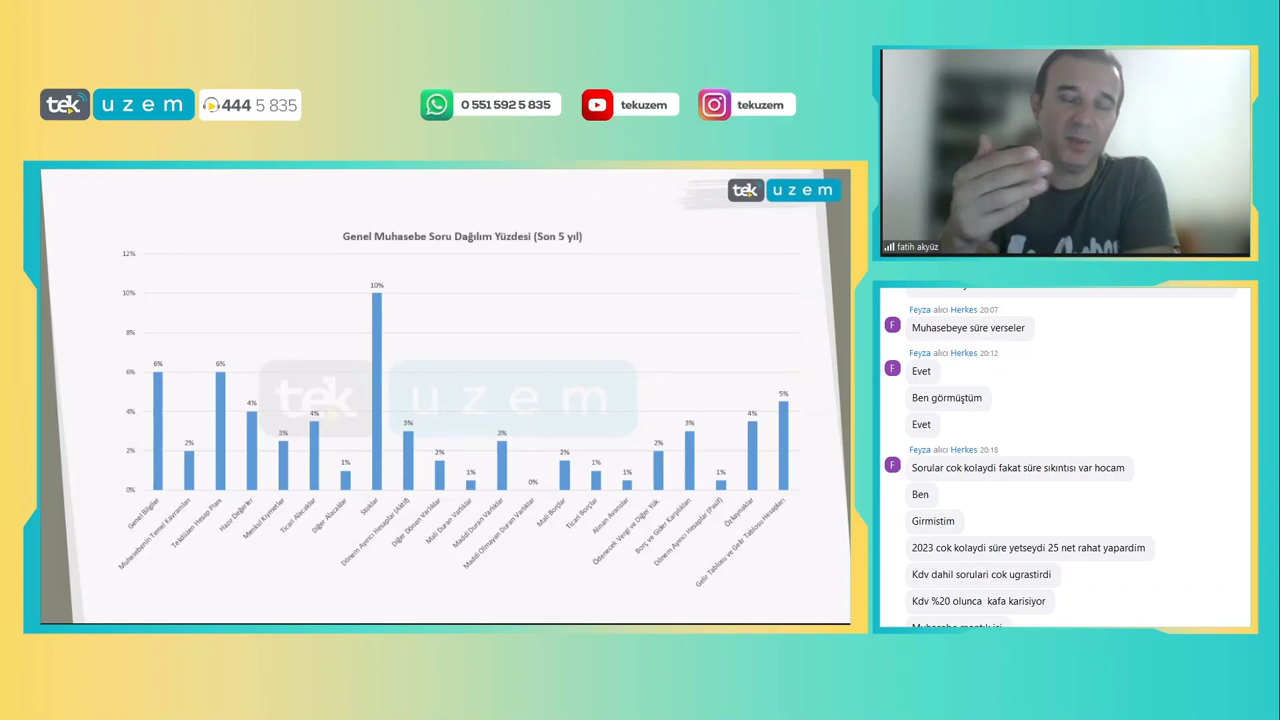 tek uzem 444 5 835
0 551 592 5 835
tekuzem
tekuzem
tek uzem
Genel Muhasebe Soru Dağılım Yüzdesi (Son 5 yıl)
12%
10%
8%
6%
4%
2%
0%
6%
2%
6%
4%
3%
4%
1%
10%
3%
2%
1%
3%
0%
2%
1%
1%
2%
3%
1%
4%
5%
tek uzem
Genel Bilgiler
Muhasebenin Temel Kavramları
Tekdüzen Hesap Planı
Hazır Değerler
Menkul Kıymetler
Ticari Alacaklar
Diğer Alacaklar
Stoklar
Dönem Ayırıcı Hesaplar (Aktif)
Diğer Dönen Varlıklar
Mali Duran Varlıklar
Maddi Duran Varlıklar
Maddi Olmayan Duran Varlıklar
Mali Borçlar
Ticari Borçlar
Alınan Avanslar
Ödenecek Vergi ve Diğer Yük.
Borç ve Gider Karşılıkları
Dönem Ayırıcı Hesaplar (Pasif)
Özkaynaklar
Gelir Tablosu ve Gelir Tablosu Hesapları
fatih akyüz
Feyza alıcı Herkes 20:07
F
Muhasebeye süre verseler
Feyza alıcı Herkes 20:12
F
Evet
Ben görmüştüm
Evet
Feyza alıcı Herkes 20:18
F
Sorular cok kolaydi fakat süre sıkıntısı var hocam
Ben
Girmistim
2023 cok kolaydi süre yetseydi 25 net rahat yapardim
Kdv dahil sorulari cok ugrastirdi
Kdv %20 olunca kafa karisiyor